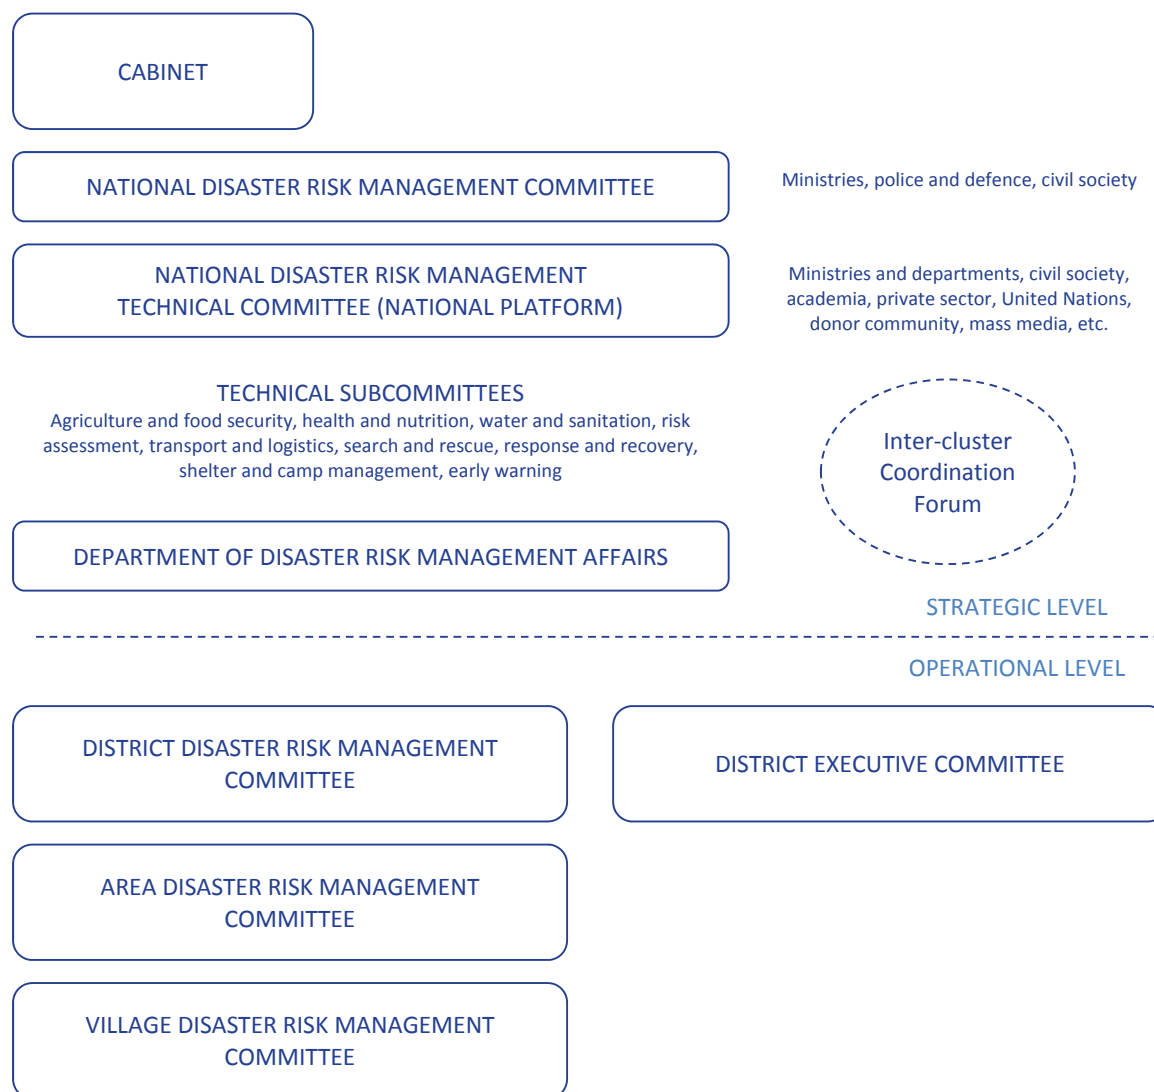 CABINET
NATIONAL DISASTER RISK MANAGEMENT COMMITTEE
Ministries, police and defence, civil society
NATIONAL DISASTER RISK MANAGEMENT
TECHNICAL COMMITTEE (NATIONAL PLATFORM)
Ministries and departments, civil society,
academia, private sector, United Nations,
donor community, mass media, etc.
TECHNICAL SUBCOMMITTEES
Agriculture and food security, health and nutrition, water and sanitation, risk
assessment, transport and logistics, search and rescue, response and recovery,
shelter and camp management, early warning
Inter-cluster
Coordination
Forum
DEPARTMENT OF DISASTER RISK MANAGEMENT AFFAIRS
STRATEGIC LEVEL
OPERATIONAL LEVEL
DISTRICT DISASTER RISK MANAGEMENT
COMMITTEE
DISTRICT EXECUTIVE COMMITTEE
AREA DISASTER RISK MANAGEMENT
COMMITTEE
VILLAGE DISASTER RISK MANAGEMENT
COMMITTEE